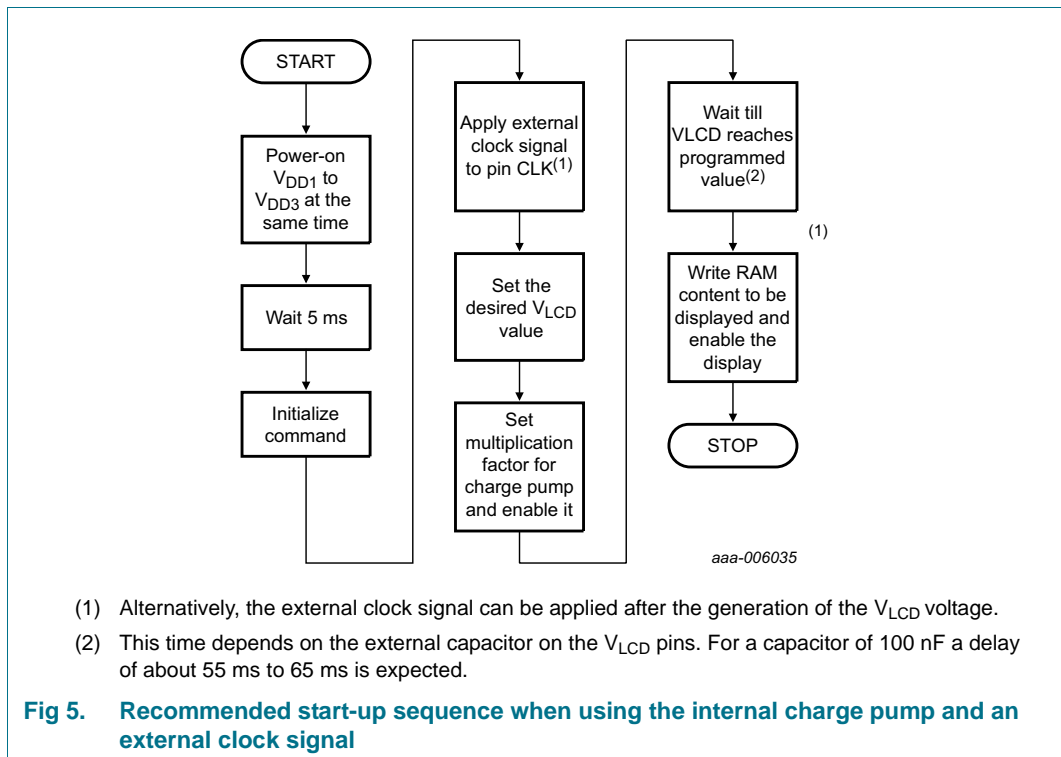 START
Power-on
VDD1 to
VDD3 at the
same time
Wait 5 ms
Initialize
command
Apply external
clock signal
to pin CLK(1)
Set the
desired VLCD
value
Set
multiplication
factor for
charge pump
and enable it
Wait till
VLCD reaches
programmed
value(2)
(1)
Write RAM
content to be
displayed and
enable the
display
STOP
aaa-006035
(1) Alternatively, the external clock signal can be applied after the generation of the VLCD voltage.
(2) This time depends on the external capacitor on the VLCD pins. For a capacitor of 100 nF a delay
of about 55 ms to 65 ms is expected.
Fig 5. Recommended start-up sequence when using the internal charge pump and an
external clock signal